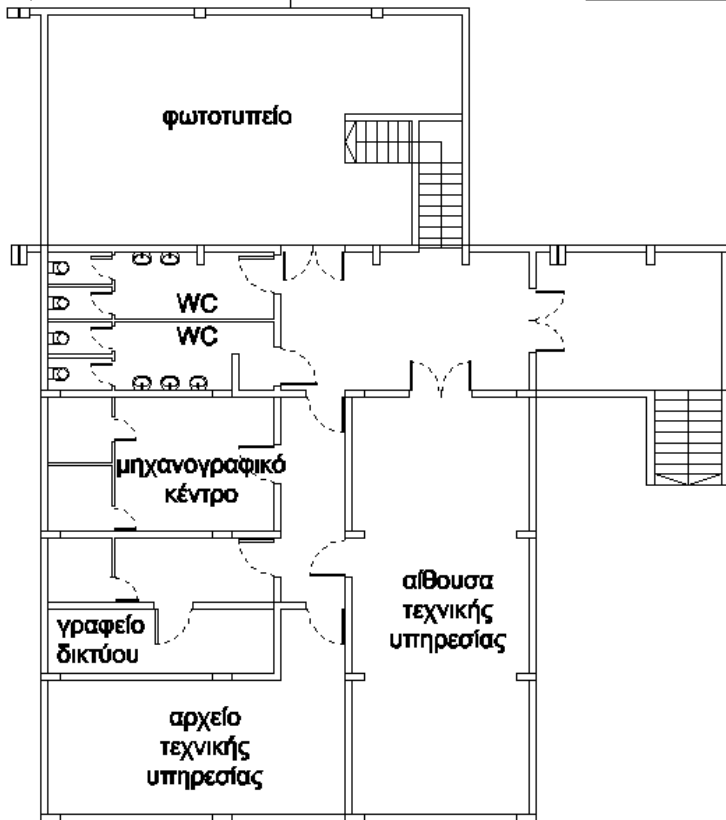 φωτοτυπείο
WC
WC
μηχανογραφικό
κέντρο
αίθουσα
τεχνικής
υπηρεσίας
γραφείο
δικτύου
αρχείο
τεχνικής
υπηρεσίας